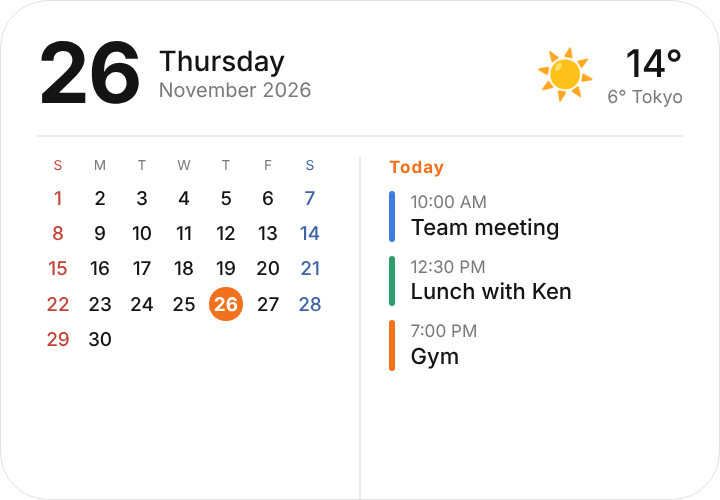 26
Thursday
November 2026
14°
6° Tokyo
S M T W T F S
1 2 3 4 5 6 7
8 9 10 11 12 13 14
15 16 17 18 19 20 21
22 23 24 25 26 27 28
29 30
Today
10:00 AM
Team meeting
12:30 PM
Lunch with Ken
7:00 PM
Gym